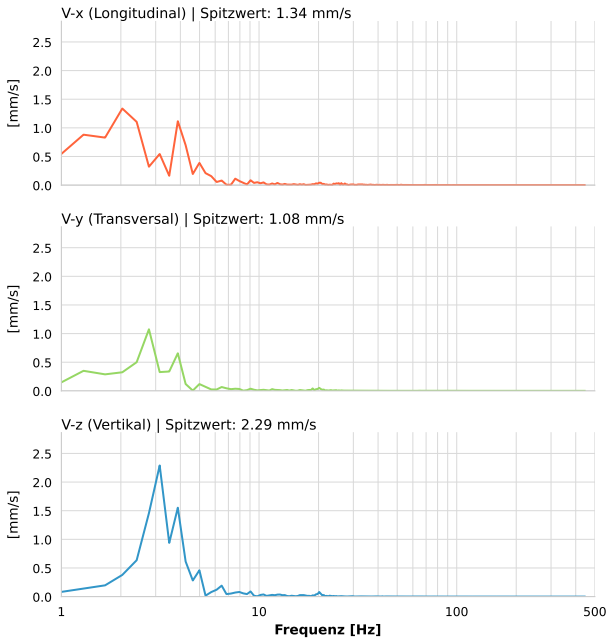 V-x (Longitudinal) | Spitzwert: 1.34 mm/s
2.5
2.0
1.5
1.0
0.5
0.0
[mm/s]
V-y (Transversal) | Spitzwert: 1.08 mm/s
2.5
2.0
1.5
1.0
0.5
0.0
[mm/s]
V-z (Vertikal) | Spitzwert: 2.29 mm/s
2.5
2.0
1.5
1.0
0.5
0.0
[mm/s]
1 10 100 500
Frequenz [Hz]